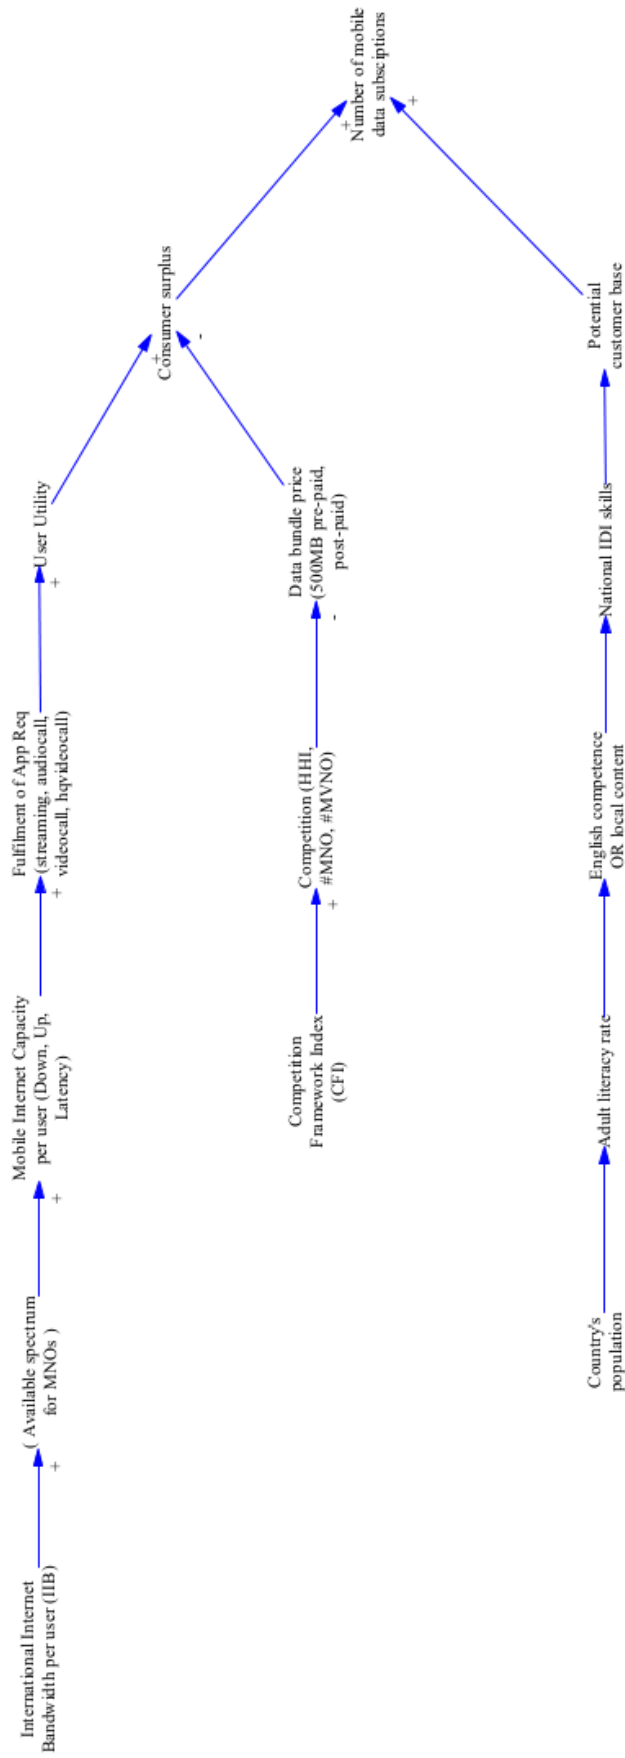 International Internet
Bandwidth per user (IIB)
+
( Available spectrum
for MNOs )
+
Mobile Internet Capacity
per user (Down, Up,
Latency)
+
Fulfilment of App Req
(streaming, audiocall,
videocall, hqvideocall)
+
User Utility
+
Consumer surplus
-
Competition
Framework Index
(CFI)
+
Competition (HHI,
#MNO, #MVNO)
-
Data bundle price
(500MB pre-paid,
post-paid)
+
Number of mobile
data subsciptions
+
Country's
population
Adult literacy rate
English competence
OR local content
National IDI skills
Potential
customer base